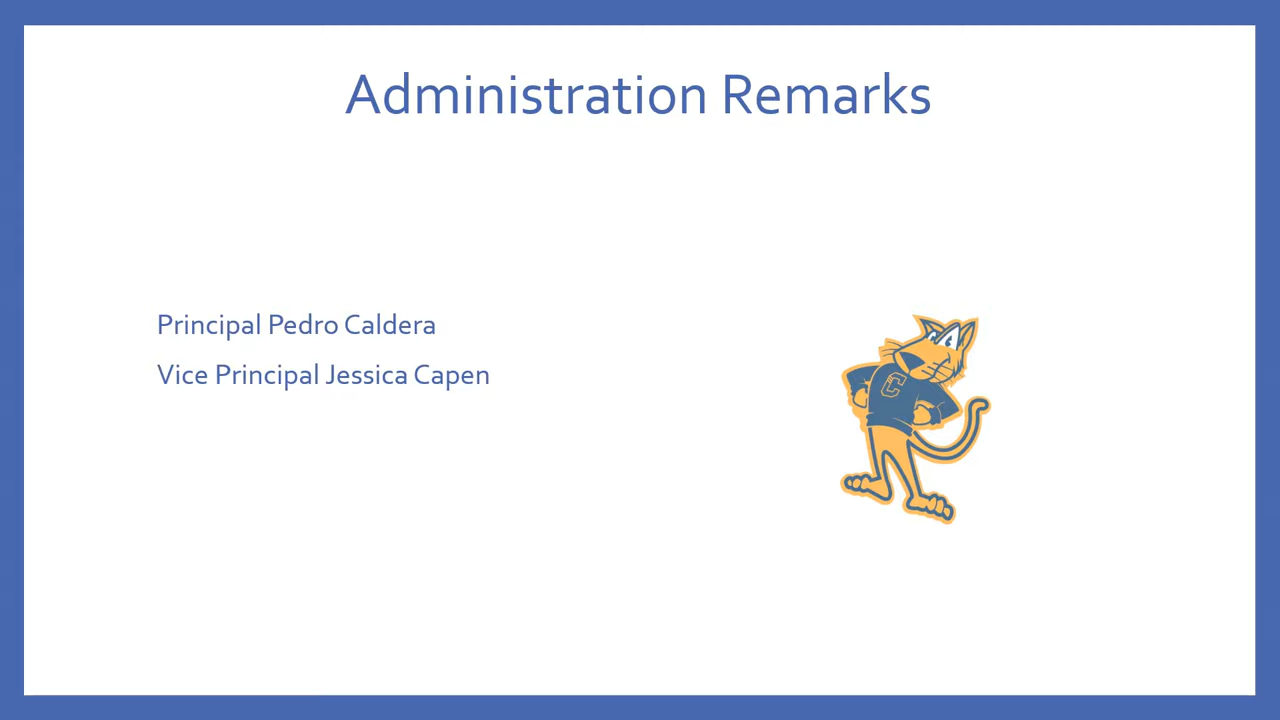 Administration Remarks
Principal Pedro Caldera
Vice Principal Jessica Capen
C